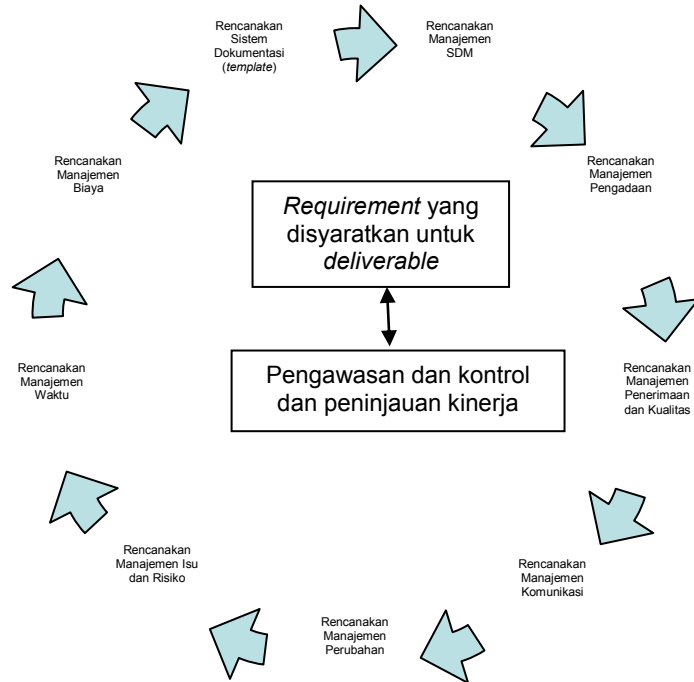 Rencanakan
Sistem
Dokumentasi
(template)
Rencanakan
Manajemen
SDM
Rencanakan
Manajemen
Pengadaan
Rencanakan
Manajemen
Penerimaan
dan Kualitas
Rencanakan
Manajemen
Komunikasi
Rencanakan
Manajemen
Perubahan
Rencanakan
Manajemen Isu
dan Risiko
Rencanakan
Manajemen
Waktu
Rencanakan
Manajemen
Biaya
Requirement yang
disyaratkan untuk
deliverable
Pengawasan dan kontrol
dan peninjauan kinerja